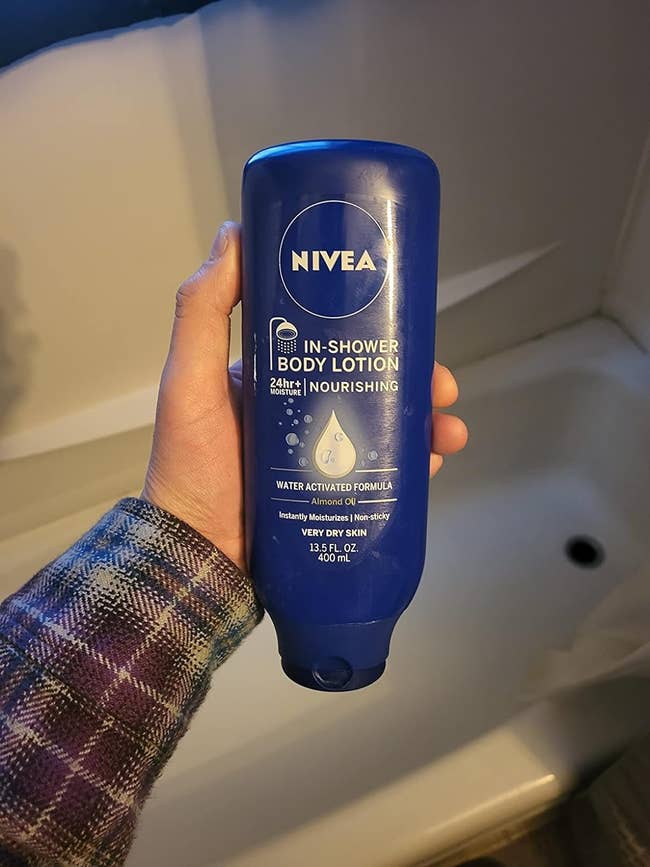 NIVEA
IN-SHOWER
BODY LOTION
24hr+
MOISTURE
NOURISHING
WATER ACTIVATED FORMULA
Almond Oil
Instantly Moisturizes | Non-sticky
VERY DRY SKIN
13.5 FL. OZ.
400 mL